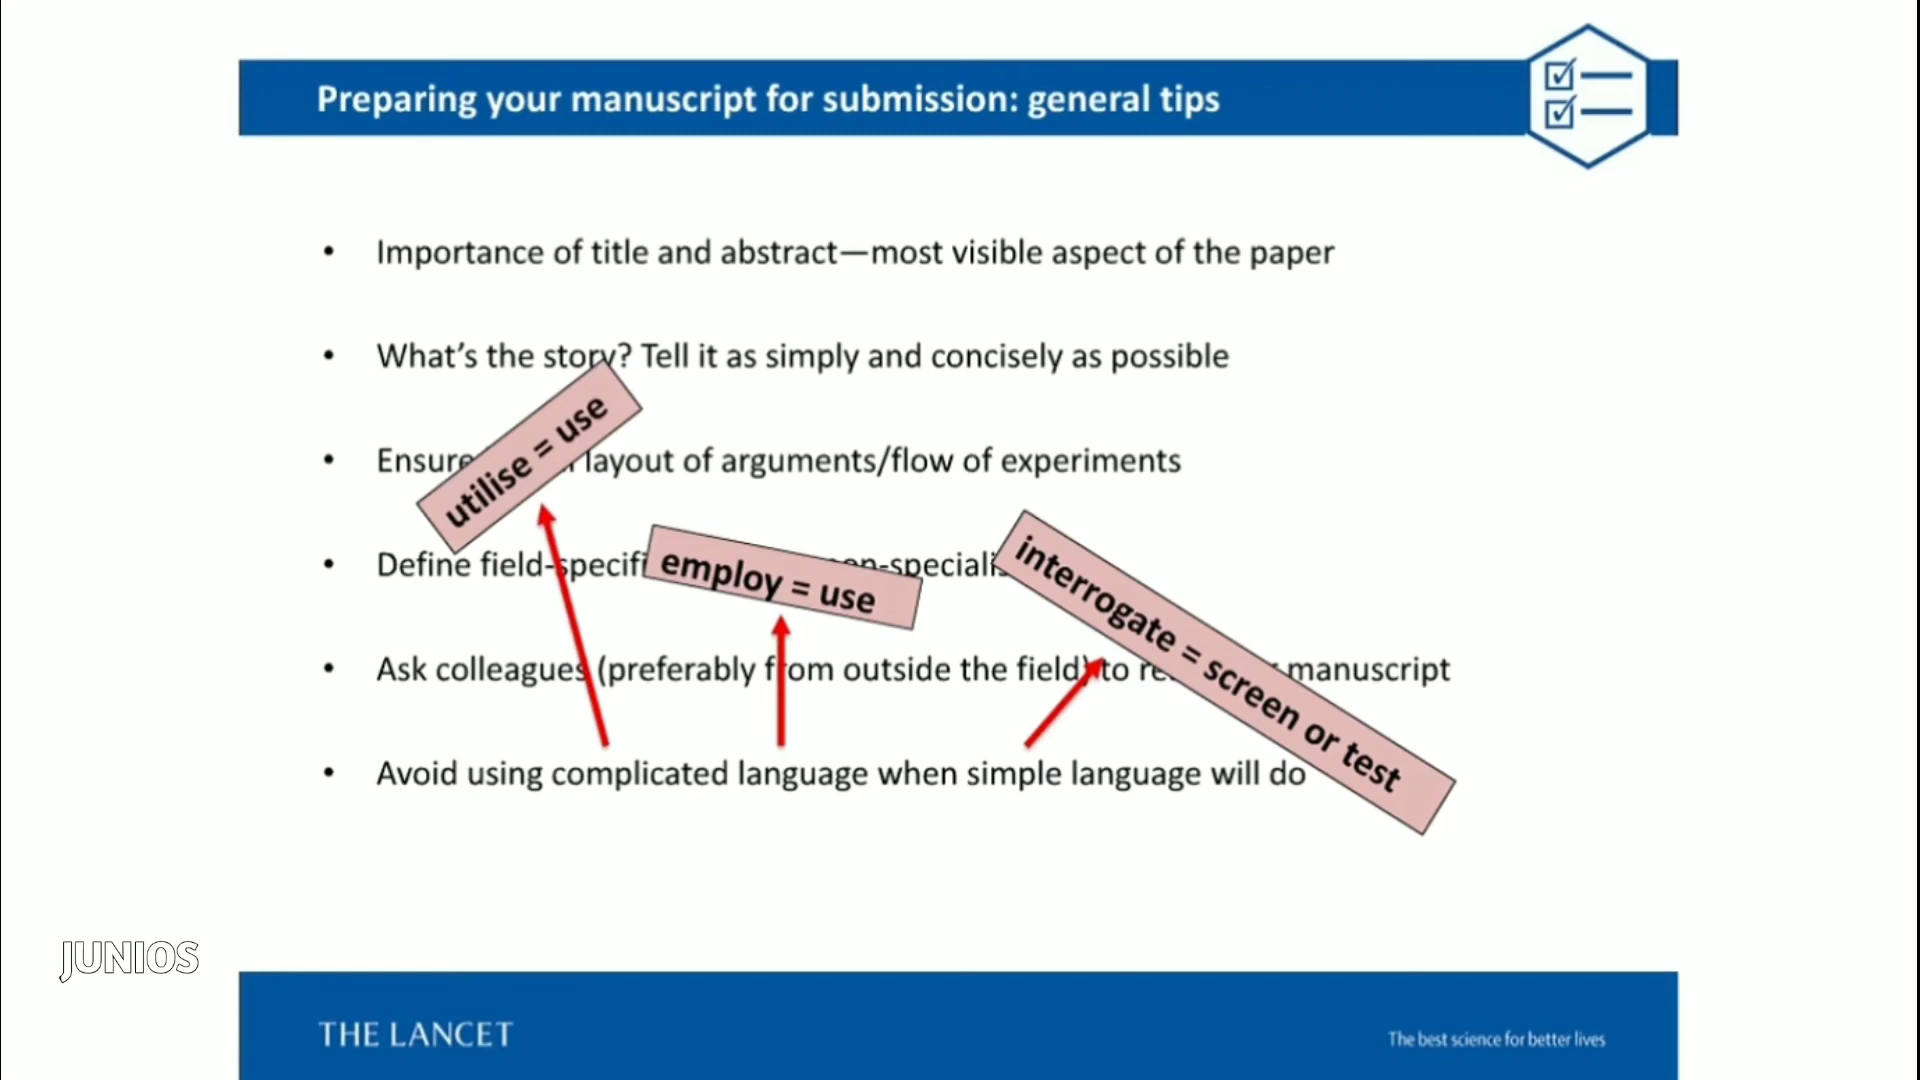 Preparing your manuscript for submission: general tips
• Importance of title and abstract—most visible aspect of the paper
• What's the story? Tell it as simply and concisely as possible
utilise = use
• Ensure layout of arguments/flow of experiments
employ = use
interrogate = screen or test
• Define field-specific
• Ask colleagues (preferably from outside the field) to manuscript
• Avoid using complicated language when simple language will do
JUNIOS
THE LANCET
The best science for better lives